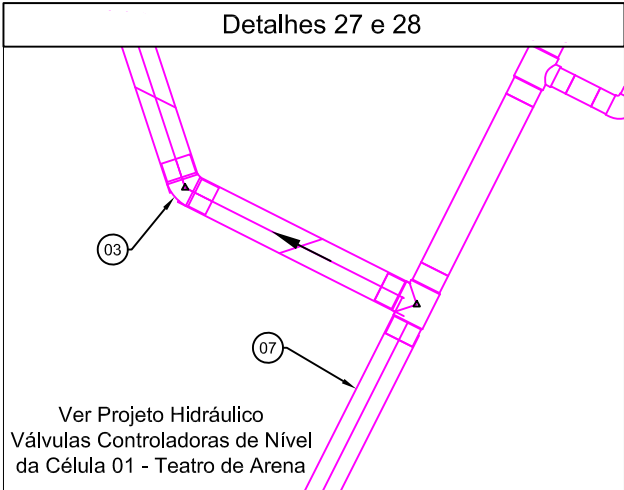 Detalhes 27 e 28
03
07
Ver Projeto Hidráulico
Válvulas Controladoras de Nível
da Célula 01 - Teatro de Arena